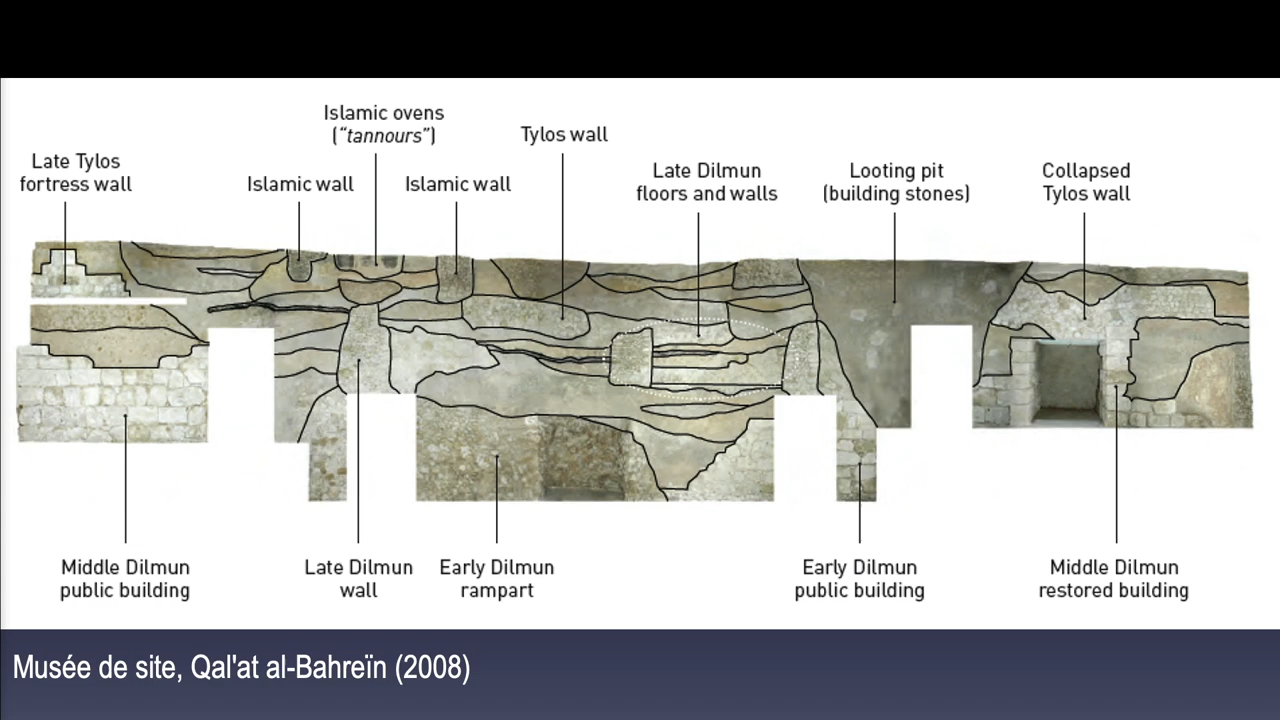 Islamic ovens
(“tannours”)
Tylos wall
Late Tylos
fortress wall
Islamic wall
Islamic wall
Late Dilmun
floors and walls
Looting pit
(building stones)
Collapsed
Tylos wall
Middle Dilmun
public building
Late Dilmun
wall
Early Dilmun
rampart
Early Dilmun
public building
Middle Dilmun
restored building
Musée de site, Qal'at al-Bahreïn (2008)